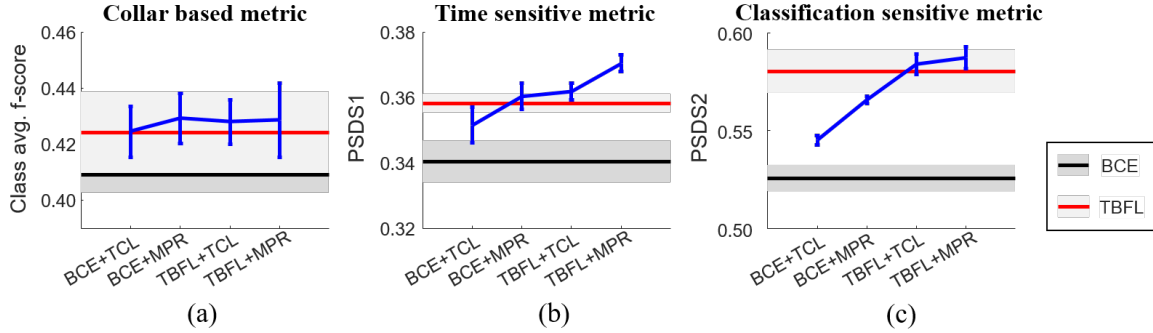 Collar based metric
Time sensitive metric
Classification sensitive metric
0.46
0.44
0.42
0.40
Class avg. f-score
BCE+TCL
BCE+MPR
TBFL+TCL
TBFL+MPR
(a)
0.38
0.36
0.34
0.32
PSDS1
BCE+TCL
BCE+MPR
TBFL+TCL
TBFL+MPR
(b)
0.60
0.55
0.50
PSDS2
BCE+TCL
BCE+MPR
TBFL+TCL
TBFL+MPR
(c)
BCE
TBFL